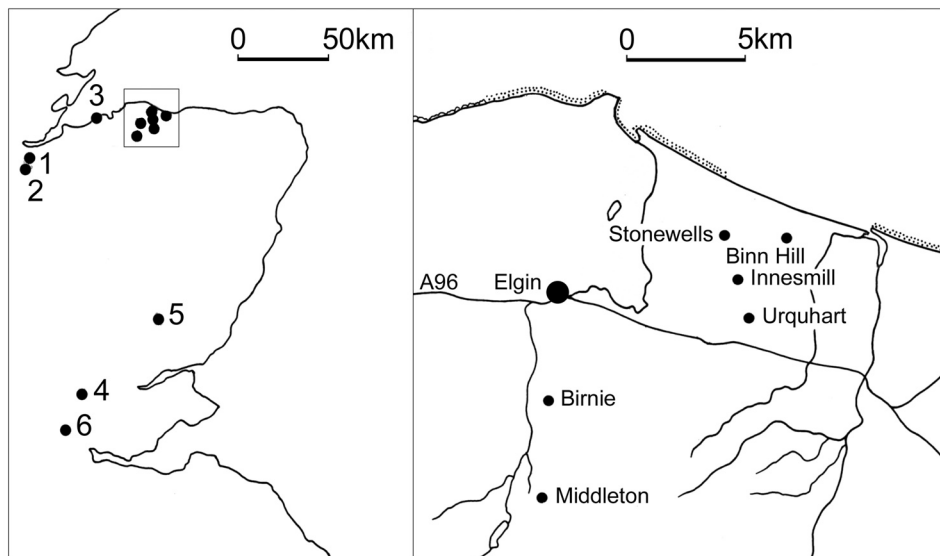 0 50km
3
1
2
5
4
6
0 5km
Stonewells
Binn Hill
Innesmill
A96 Elgin
Urquhart
Birnie
Middleton